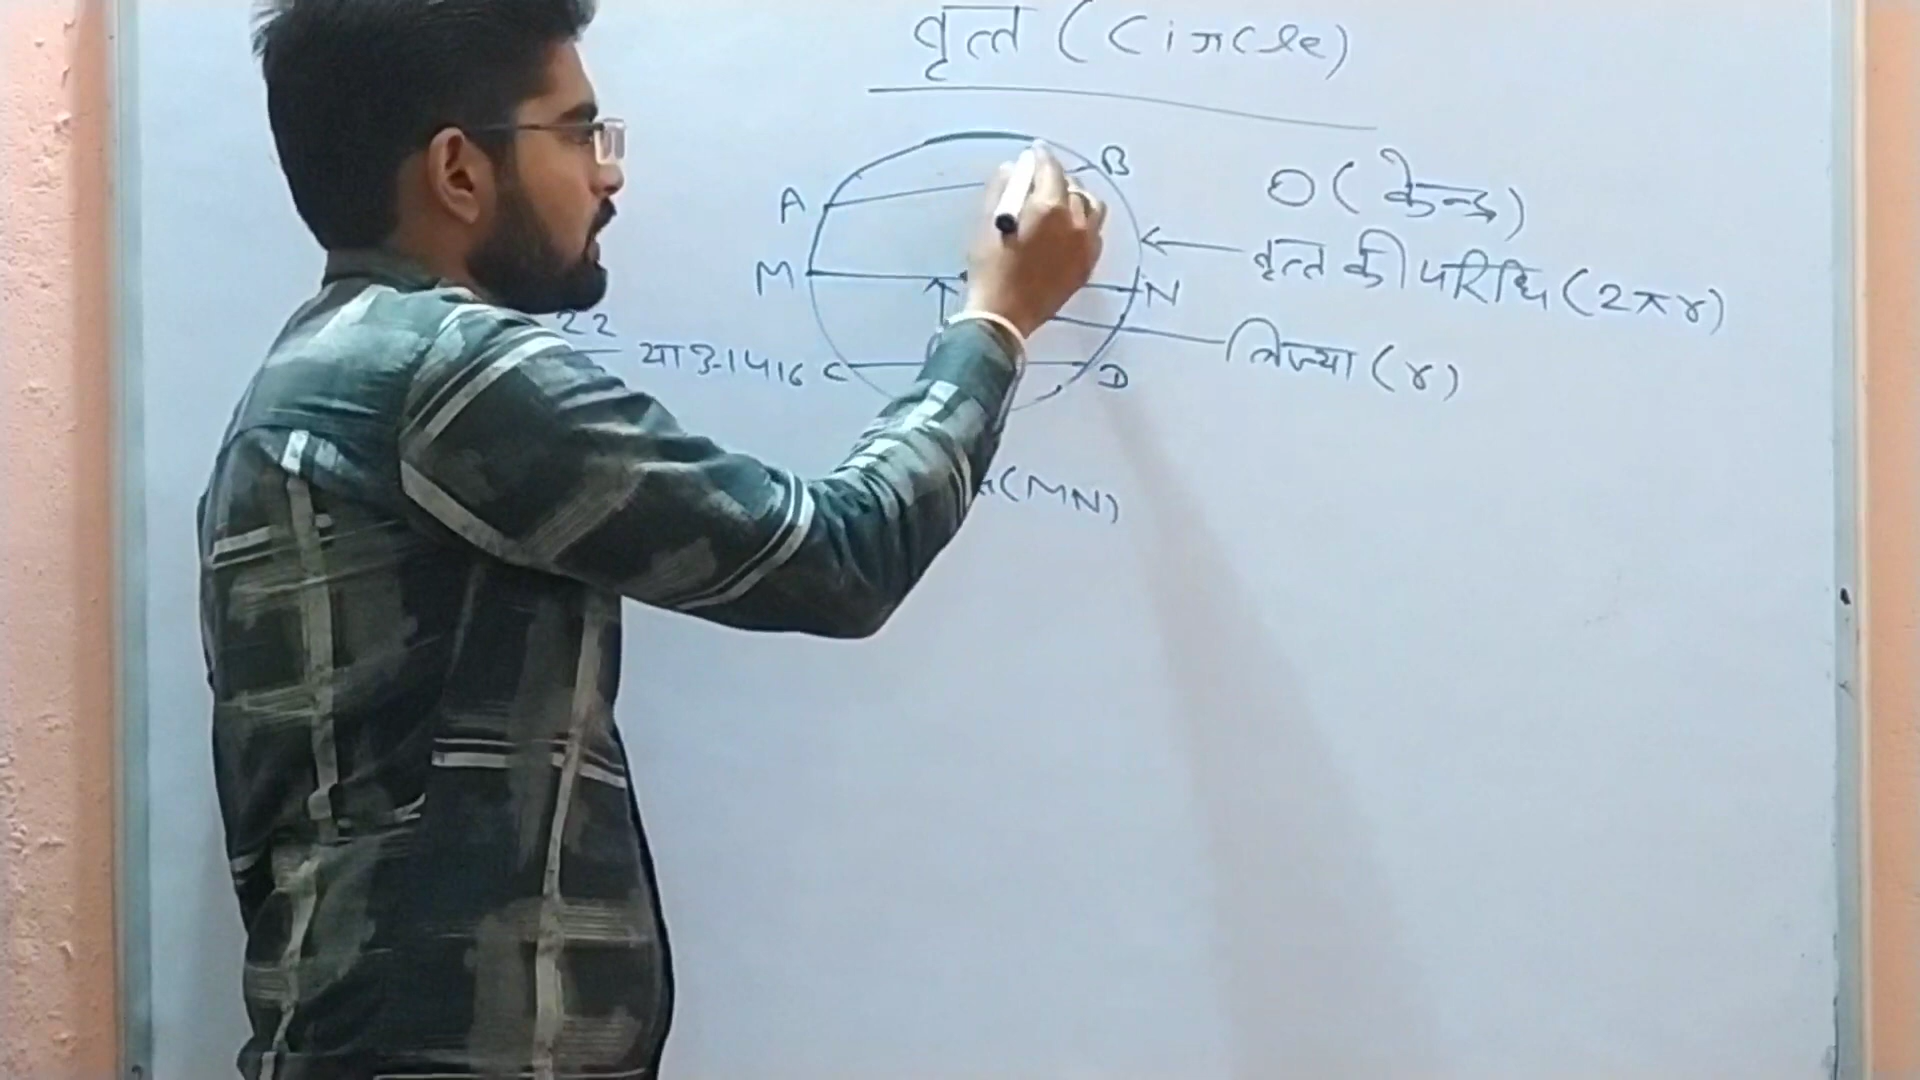 वृत्त (Circle)
A
B
O (केन्द्र)
M
N
वृत्त की परिधि (2πr)
22
या 3.1416
C
D
त्रिज्या (r)
(MN)